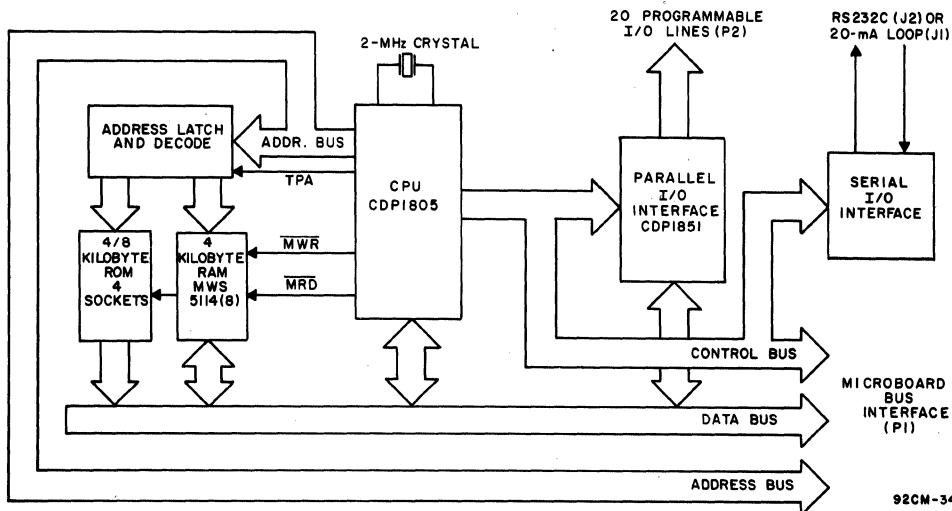 20 PROGRAMMABLE
I/O LINES (P2)
RS232C (J2) OR
20-mA LOOP (J1)
2-MHz CRYSTAL
ADDRESS LATCH
AND DECODE
ADDR. BUS
TPA
CPU
CDP1805
PARALLEL
I/O
INTERFACE
CDP1851
SERIAL
I/O
INTERFACE
4/8
KILOBYTE
ROM
4
SOCKETS
4
KILOBYTE
RAM
MWS
5114(8)
MWR
MRD
CONTROL BUS
MICROBOARD
BUS
INTERFACE
(P1)
DATA BUS
ADDRESS BUS
92CM-34